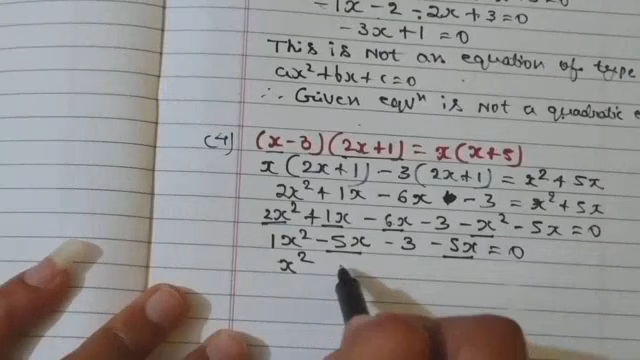 -1x-2-2x+3=0
-3x+1=0
This is Not an equation of type
ax²+bx+c=0
∴ Given eqwⁿ is Not a quadratic
(4) (x-3)(2x+1)=x(x+5)
x(2x+1)-3(2x+1)=x²+5x
2x²+1x-6x-3=x²+5x
2x²+1x-6x-3-x²-5x=0
1x²-5x-3-5x=0
x²